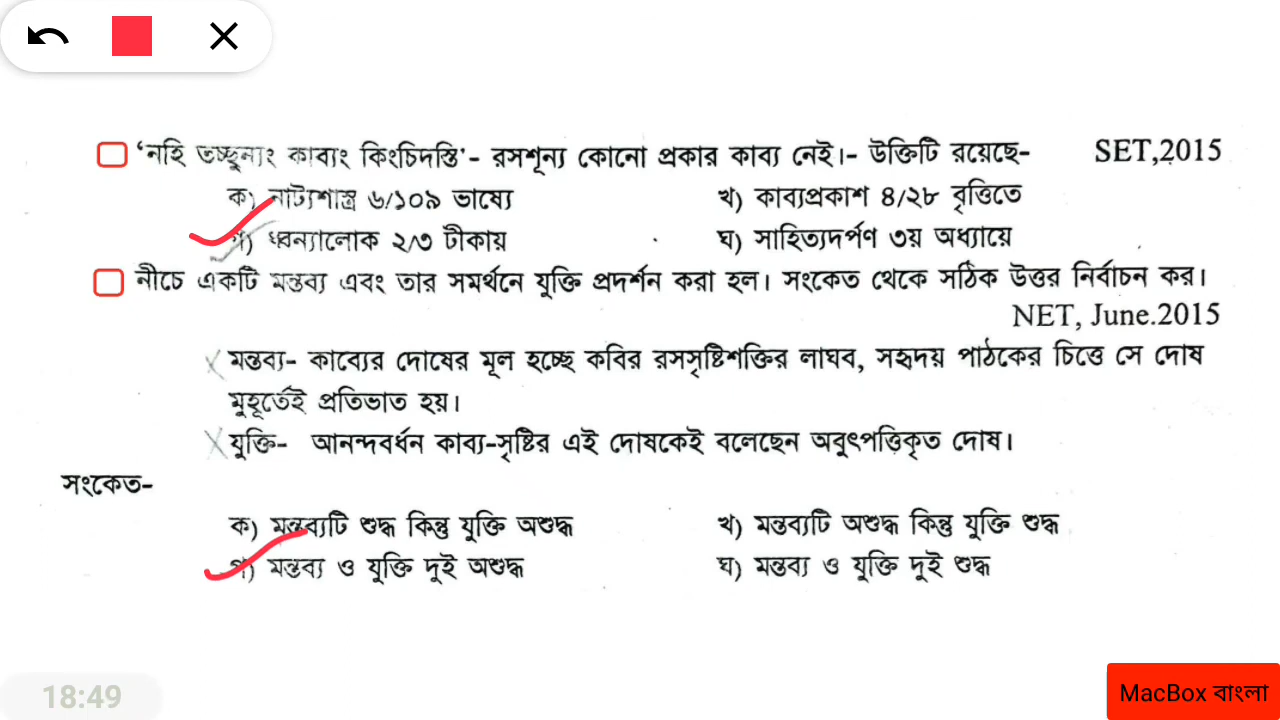 'নহি তচ্ছূন্যং কাব্যং কিংচিদস্তি'- রসশূন্য কোনো প্রকার কাব্য নেই।- উক্তিটি রয়েছে- SET,2015
ক) নাট্যশাস্ত্র ৬/১০৯ ভাষ্যে খ) কাব্যপ্রকাশ ৪/২৮ বৃত্তিতে
গ) ধ্বন্যালোক ২/৩ টীকায় ঘ) সাহিত্যদর্পণ ৩য় অধ্যায়ে
নীচে একটি মন্তব্য এবং তার সমর্থনে যুক্তি প্রদর্শন করা হল। সংকেত থেকে সঠিক উত্তর নির্বাচন কর।
NET, June.2015
মন্তব্য- কাব্যের দোষের মূল হচ্ছে কবির রসসৃষ্টিশক্তির লাঘব, সহৃদয় পাঠকের চিত্তে সে দোষ
মুহূর্তেই প্রতিভাত হয়।
যুক্তি- আনন্দবর্ধন কাব্য-সৃষ্টির এই দোষকেই বলেছেন অবুৎপত্তিকৃত দোষ।
সংকেত-
ক) মন্তব্যটি শুদ্ধ কিন্তু যুক্তি অশুদ্ধ খ) মন্তব্যটি অশুদ্ধ কিন্তু যুক্তি শুদ্ধ
গ) মন্তব্য ও যুক্তি দুই অশুদ্ধ ঘ) মন্তব্য ও যুক্তি দুই শুদ্ধ
18:49
MacBox বাংলা